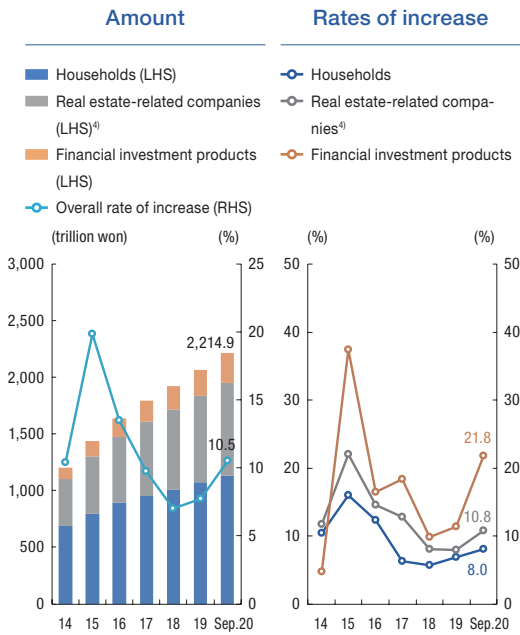 Amount
Households (LHS)
Real estate-related companies
(LHS)4)
Financial investment products
(LHS)
Overall rate of increase (RHS)
(trillion won) (%)
3,000 25
2,500
20
2,214.9
2,000
15
1,500
10.5
10
1,000
5
500
0 0
14 15 16 17 18 19 Sep.20
Rates of increase
Households
Real estate-related compa-
nies4)
Financial investment products
(%) (%)
50 50
40 40
30 30
21.8
20 20
10.8
10 10
8.0
0 0
14 15 16 17 18 19 Sep.20